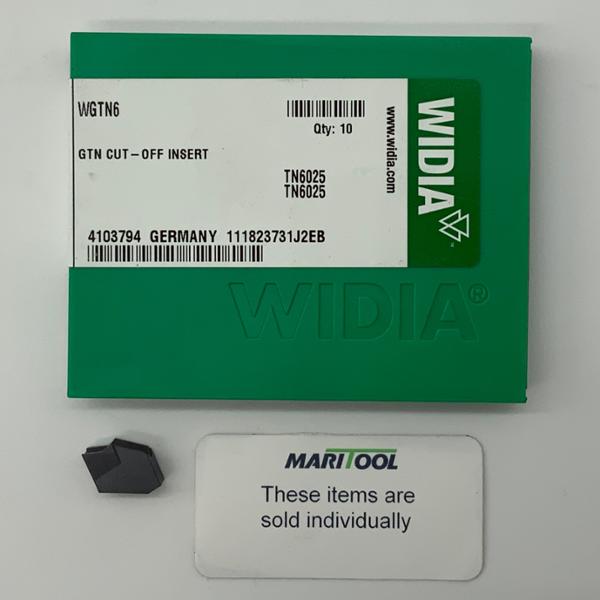 WGTN6
Qty: 10
GTN CUT-OFF INSERT
TN6025
TN6025
4103794 GERMANY 111823731J2EB
www.widia.com
WIDIA™
WIDIA®
MARITOOL
These items are
sold individually